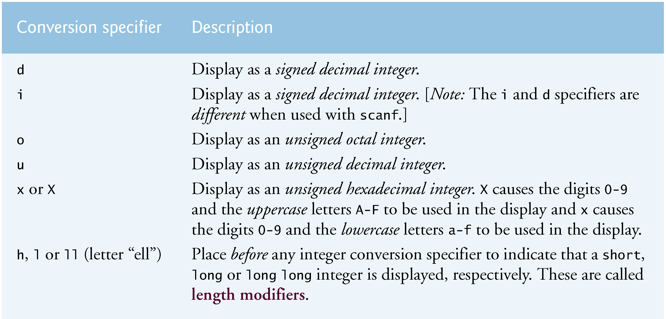 Conversion specifier Description
d Display as a signed decimal integer.
i Display as a signed decimal integer. [Note: The i and d specifiers are
different when used with scanf.]
o Display as an unsigned octal integer.
u Display as an unsigned decimal integer.
x or X Display as an unsigned hexadecimal integer. X causes the digits 0-9
and the uppercase letters A-F to be used in the display and x causes
the digits 0-9 and the lowercase letters a-f to be used in the display.
h, l or ll (letter “ell”) Place before any integer conversion specifier to indicate that a short,
long or long long integer is displayed, respectively. These are called
length modifiers.